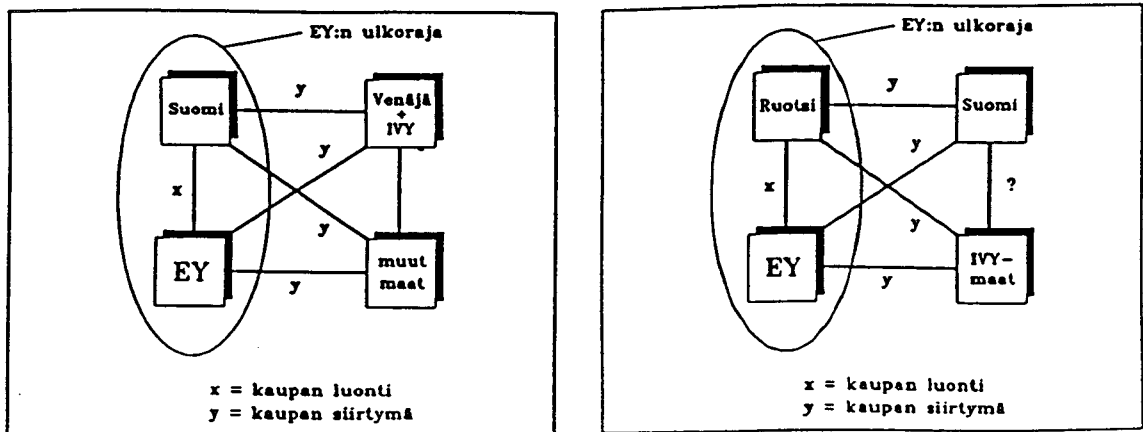 EY:n ulkoraja
Suomi
y
Venäjä
+
IVY
y
x
y
EY
y
muut
maat
x = kaupan luonti
y = kaupan siirtymä
EY:n ulkoraja
Ruotsi
y
Suomi
y
x
?
y
EY
y
IVY-
maat
x = kaupan luonti
y = kaupan siirtymä